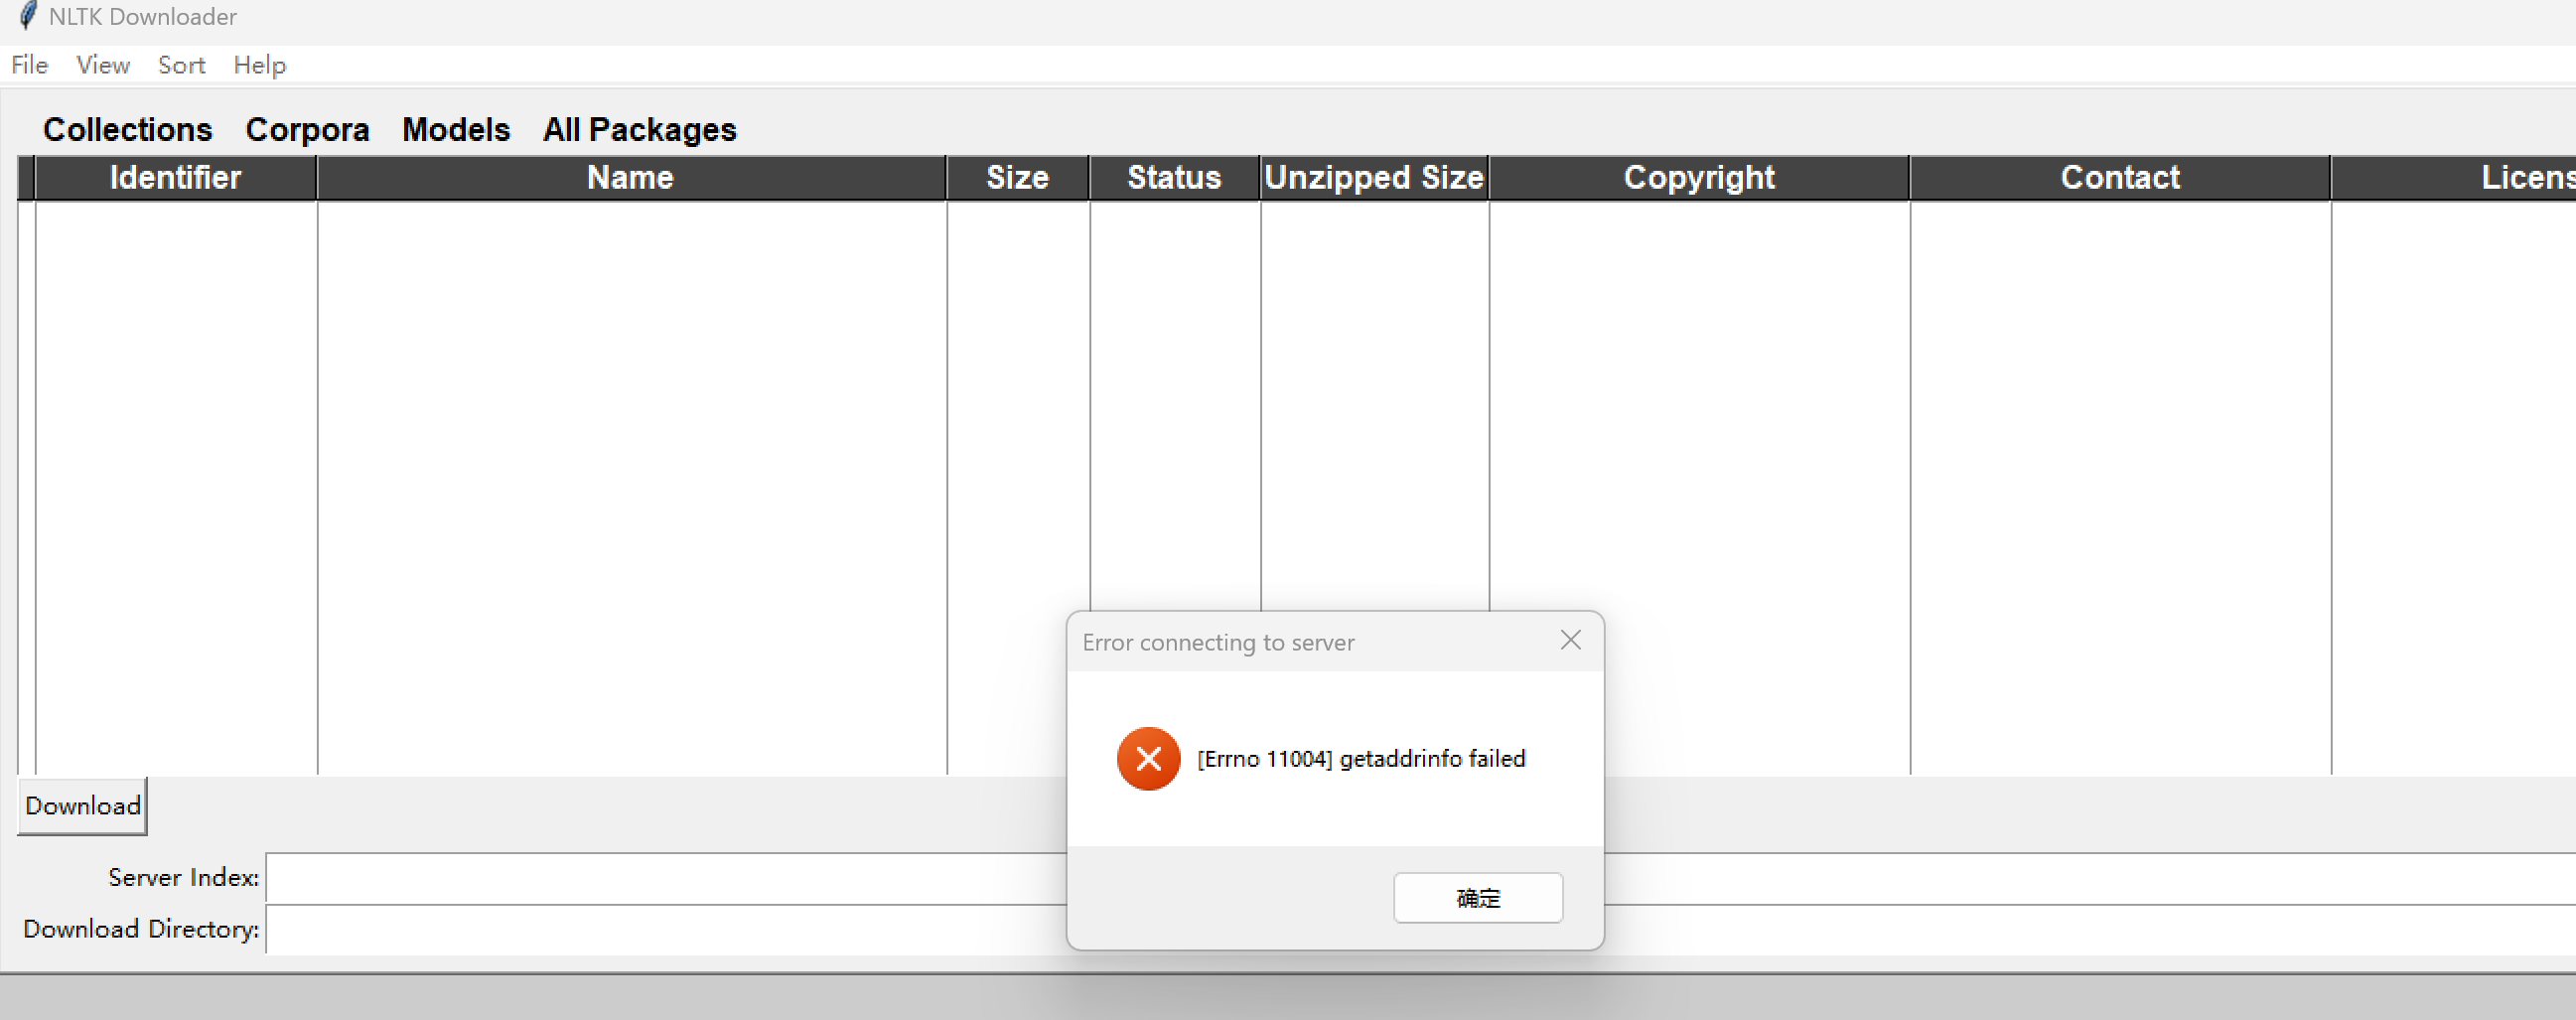 NLTK Downloader
File View Sort Help
Collections Corpora Models All Packages
Identifier Name Size Status Unzipped Size Copyright Contact Licens
Error connecting to server
[Errno 11004] getaddrinfo failed
确定
Download
Server Index:
Download Directory: